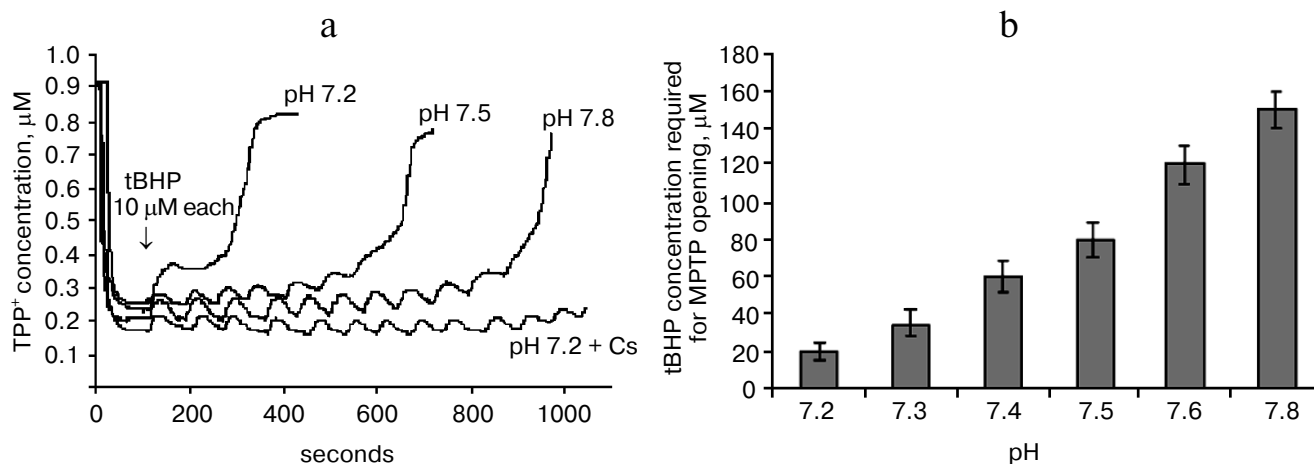 a
TPP⁺ concentration, μM
1.0
0.9
0.8
0.7
0.6
0.5
0.4
0.3
0.2
0.1
tBHP
10 μM each
↓
pH 7.2
pH 7.5
pH 7.8
pH 7.2 + Cs
0
200
400
600
800
1000
seconds
b
tBHP concentration required
for MPTP opening, μM
180
160
140
120
100
80
60
40
20
0
7.2
7.3
7.4
7.5
7.6
7.8
pH